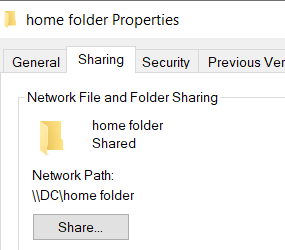 home folder Properties
General Sharing Security Previous Ver
Network File and Folder Sharing
home folder
Shared
Network Path:
\\DC\home folder
Share...